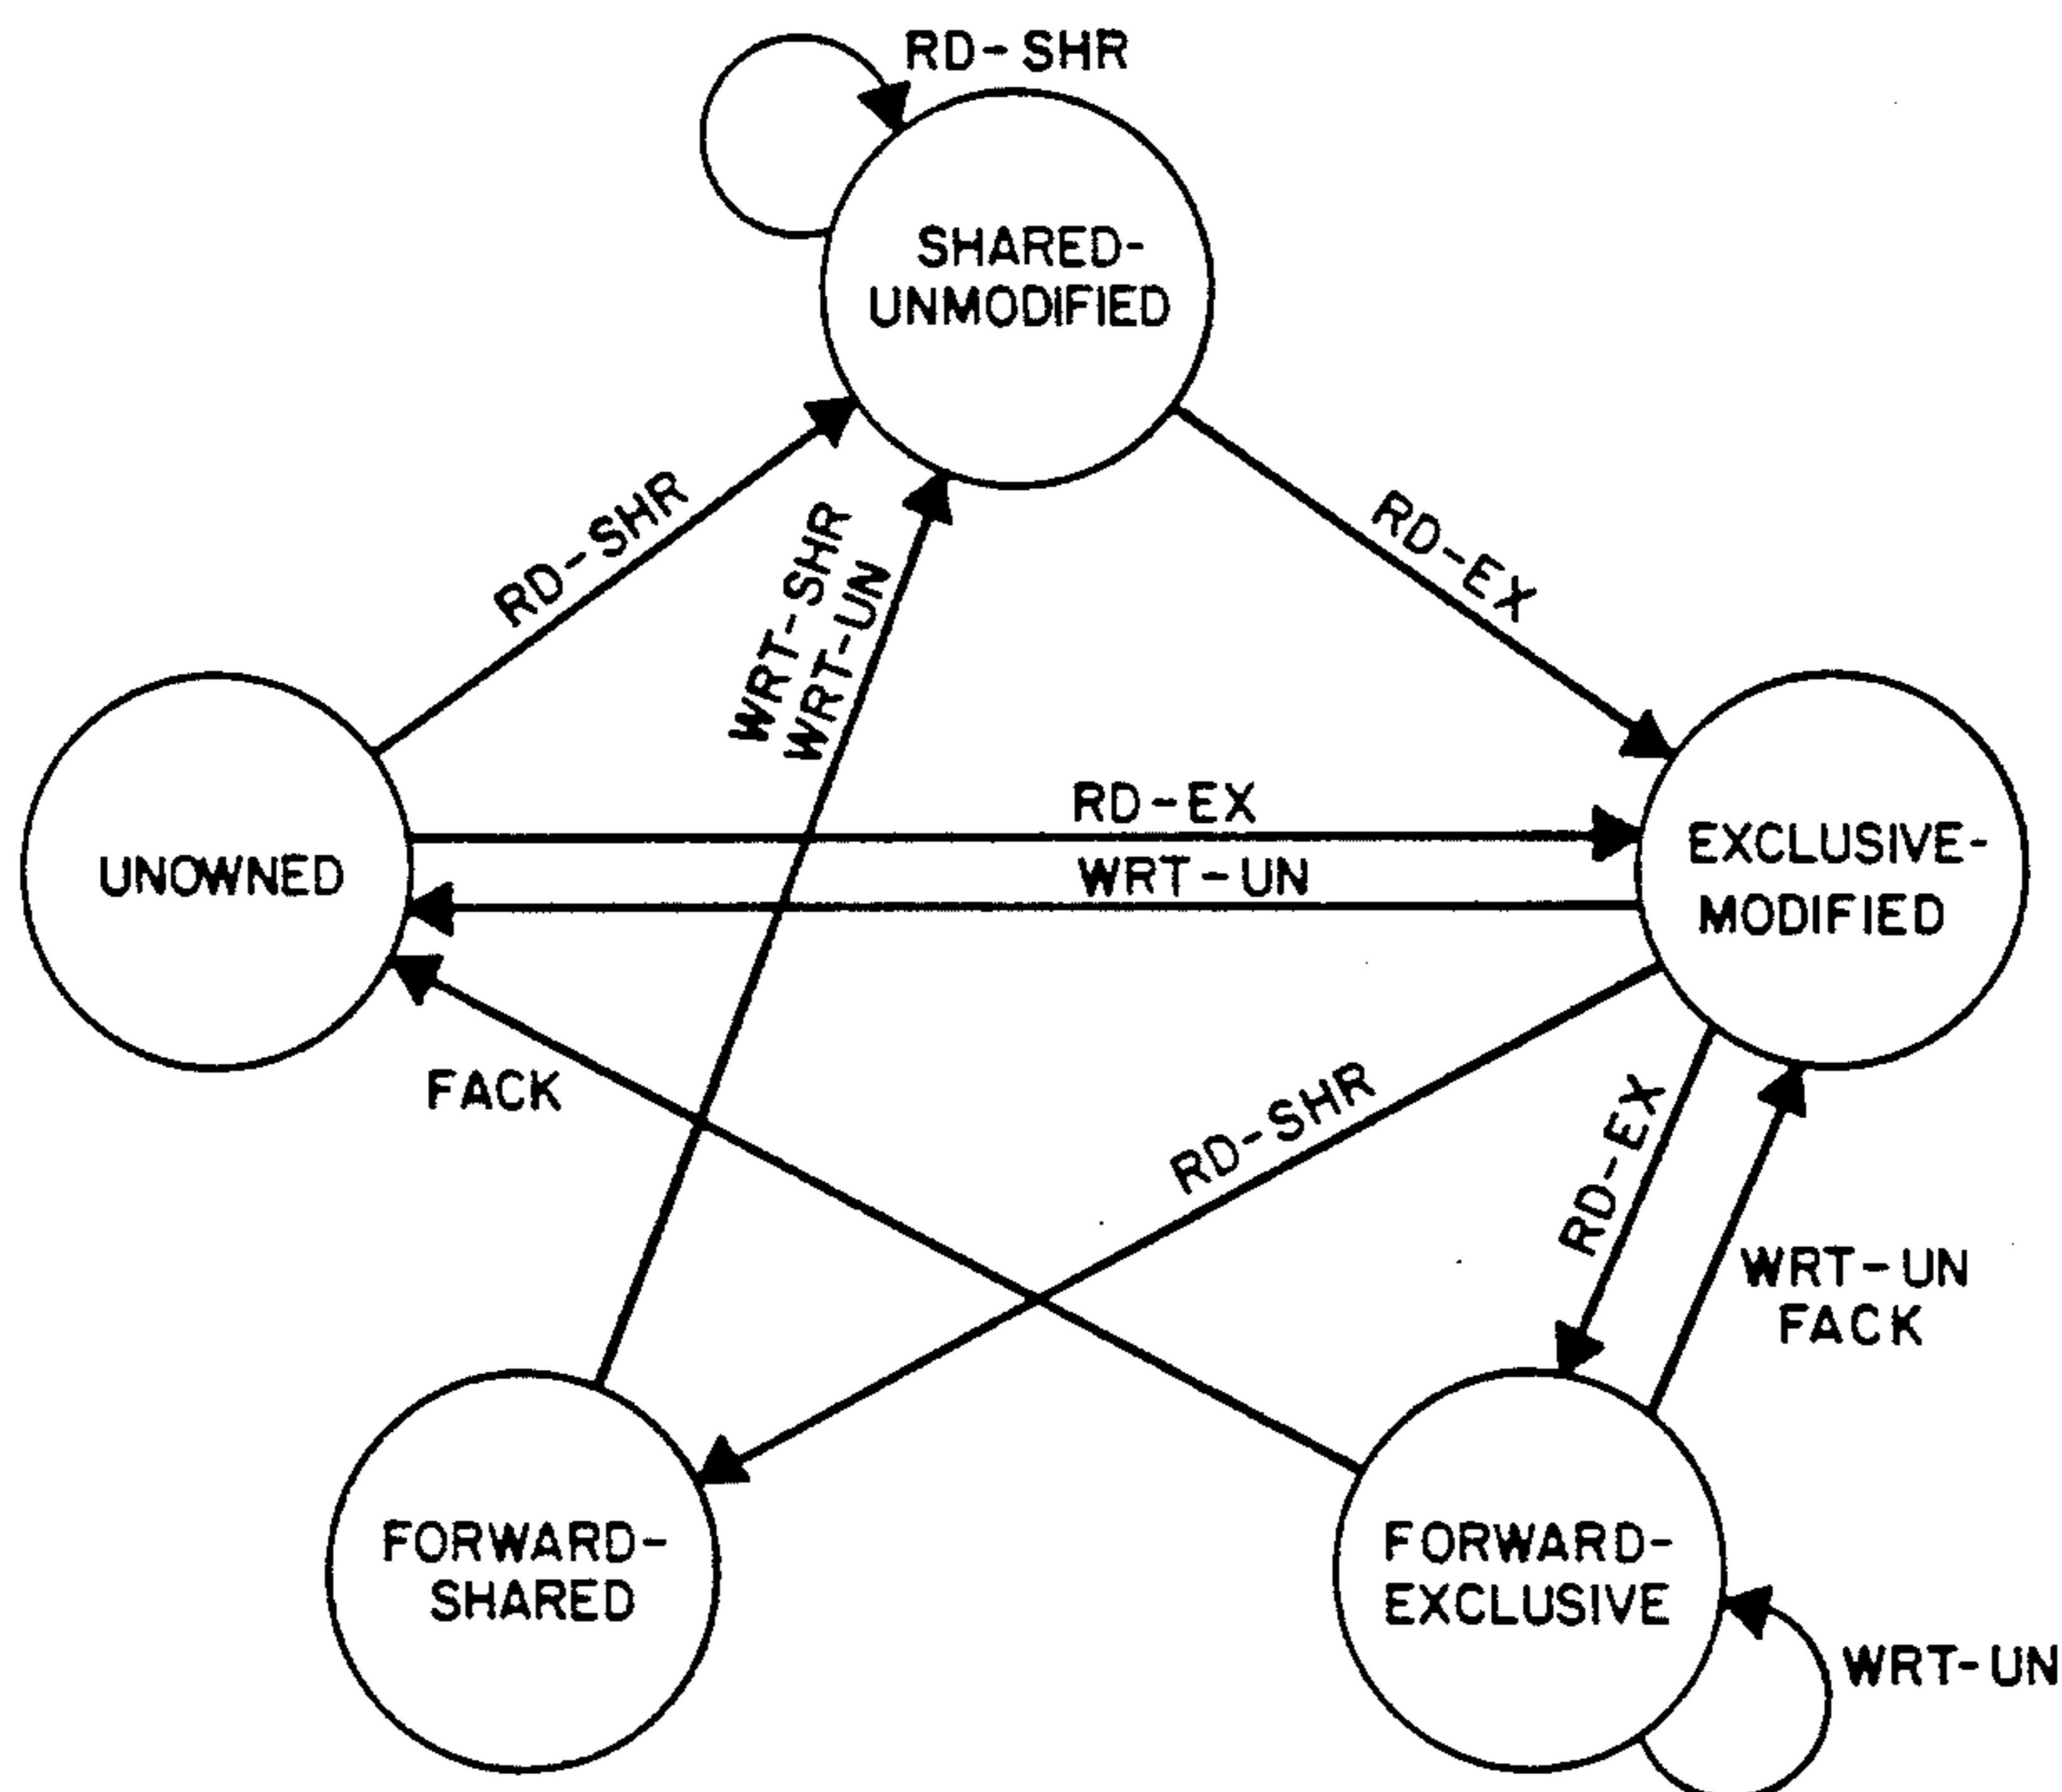 RD-SHR
SHARED-
UNMODIFIED
RD-SHR
WRT-SHR
WRT-UN
RD-EX
RD-EX
WRT-UN
UNOWNED
EXCLUSIVE-
MODIFIED
FACK
RD-SHR
RD-EX
WRT-UN
FACK
FORWARD-
SHARED
FORWARD-
EXCLUSIVE
WRT-UN